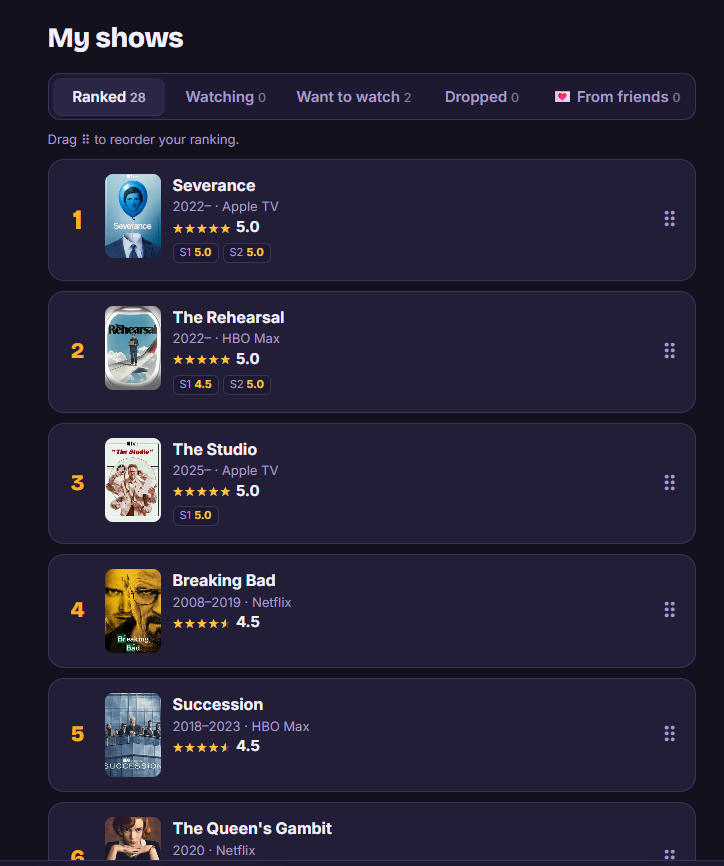 My shows
Ranked 28 Watching 0 Want to watch 2 Dropped 0 💌 From friends 0
Drag ⠿ to reorder your ranking.
1
Severance
Severance
2022– · Apple TV
★★★★★ 5.0
S1 5.0 S2 5.0
2
Rehearsal
The Rehearsal
2022– · HBO Max
★★★★★ 5.0
S1 4.5 S2 5.0
3
"The Studio"
The Studio
2025– · Apple TV
★★★★★ 5.0
S1 5.0
4
Breaking
Bad
Breaking Bad
2008–2019 · Netflix
★★★★⯨ 4.5
5
SUCCESSION
Succession
2018–2023 · HBO Max
★★★★⯨ 4.5
6
The Queen's Gambit
2020 · Netflix